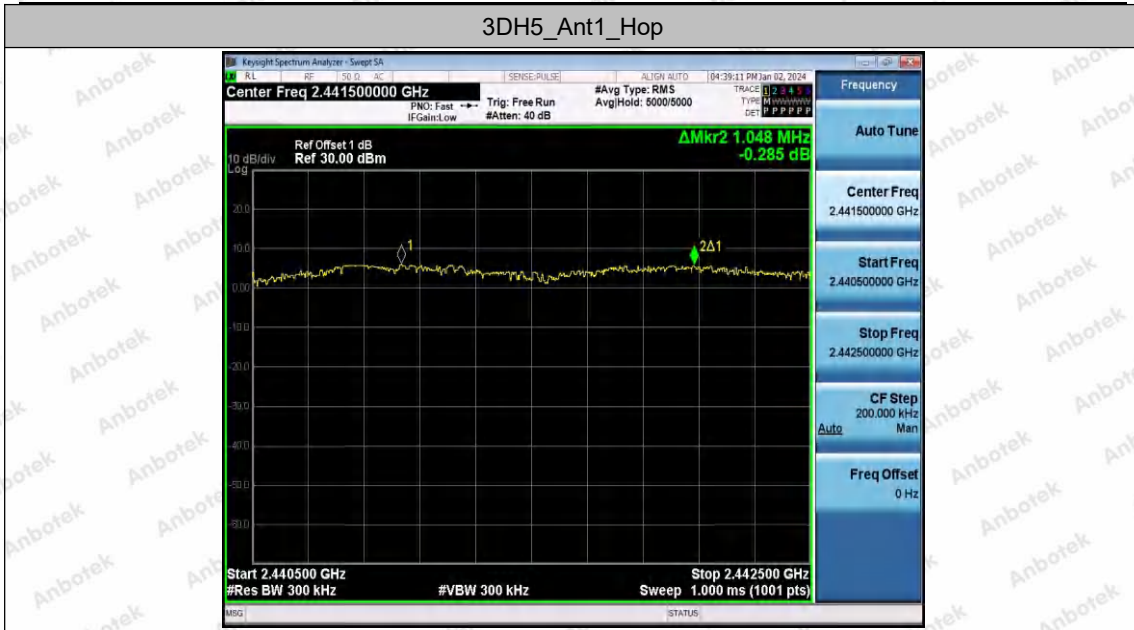 3DH5_Ant1_Hop
Keysight Spectrum Analyzer - Swept SA
RL RF 50 Ω AC SENSE:PULSE ALIGN AUTO 04:39:11 PM Jan 02, 2024
Center Freq 2.441500000 GHz
PNO: Fast
IFGain:Low
Trig: Free Run
#Atten: 40 dB
#Avg Type: RMS
Avg|Hold: 5000/5000
TRACE 1 2 3 4 5 6
TYPE M WWWWW
DET P P P P P P
ΔMkr2 1.048 MHz
-0.285 dB
Ref Offset 1 dB
10 dB/div Ref 30.00 dBm
Log
20.0
10.0
0.00
-10.0
-20.0
-30.0
-40.0
-50.0
-60.0
1
2Δ1
Start 2.440500 GHz Stop 2.442500 GHz
#Res BW 300 kHz #VBW 300 kHz Sweep 1.000 ms (1001 pts)
MSG STATUS
Frequency
Auto Tune
Center Freq
2.441500000 GHz
Start Freq
2.440500000 GHz
Stop Freq
2.442500000 GHz
CF Step
200.000 kHz
Auto Man
Freq Offset
0 Hz
Anbotek